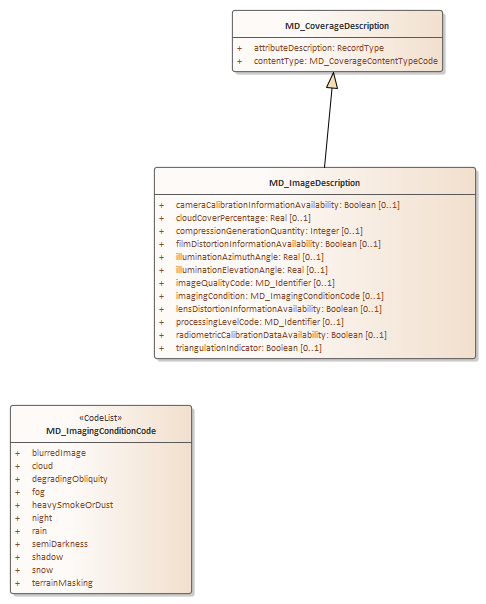 MD_CoverageDescription
+ attributeDescription: RecordType
+ contentType: MD_CoverageContentTypeCode
MD_ImageDescription
+ cameraCalibrationInformationAvailability: Boolean [0..1]
+ cloudCoverPercentage: Real [0..1]
+ compressionGenerationQuantity: Integer [0..1]
+ filmDistortionInformationAvailability: Boolean [0..1]
+ illuminationAzimuthAngle: Real [0..1]
+ illuminationElevationAngle: Real [0..1]
+ imageQualityCode: MD_Identifier [0..1]
+ imagingCondition: MD_ImagingConditionCode [0..1]
+ lensDistortionInformationAvailability: Boolean [0..1]
+ processingLevelCode: MD_Identifier [0..1]
+ radiometricCalibrationDataAvailability: Boolean [0..1]
+ triangulationIndicator: Boolean [0..1]
«CodeList»
MD_ImagingConditionCode
+ blurredImage
+ cloud
+ degradingObliquity
+ fog
+ heavySmokeOrDust
+ night
+ rain
+ semiDarkness
+ shadow
+ snow
+ terrainMasking